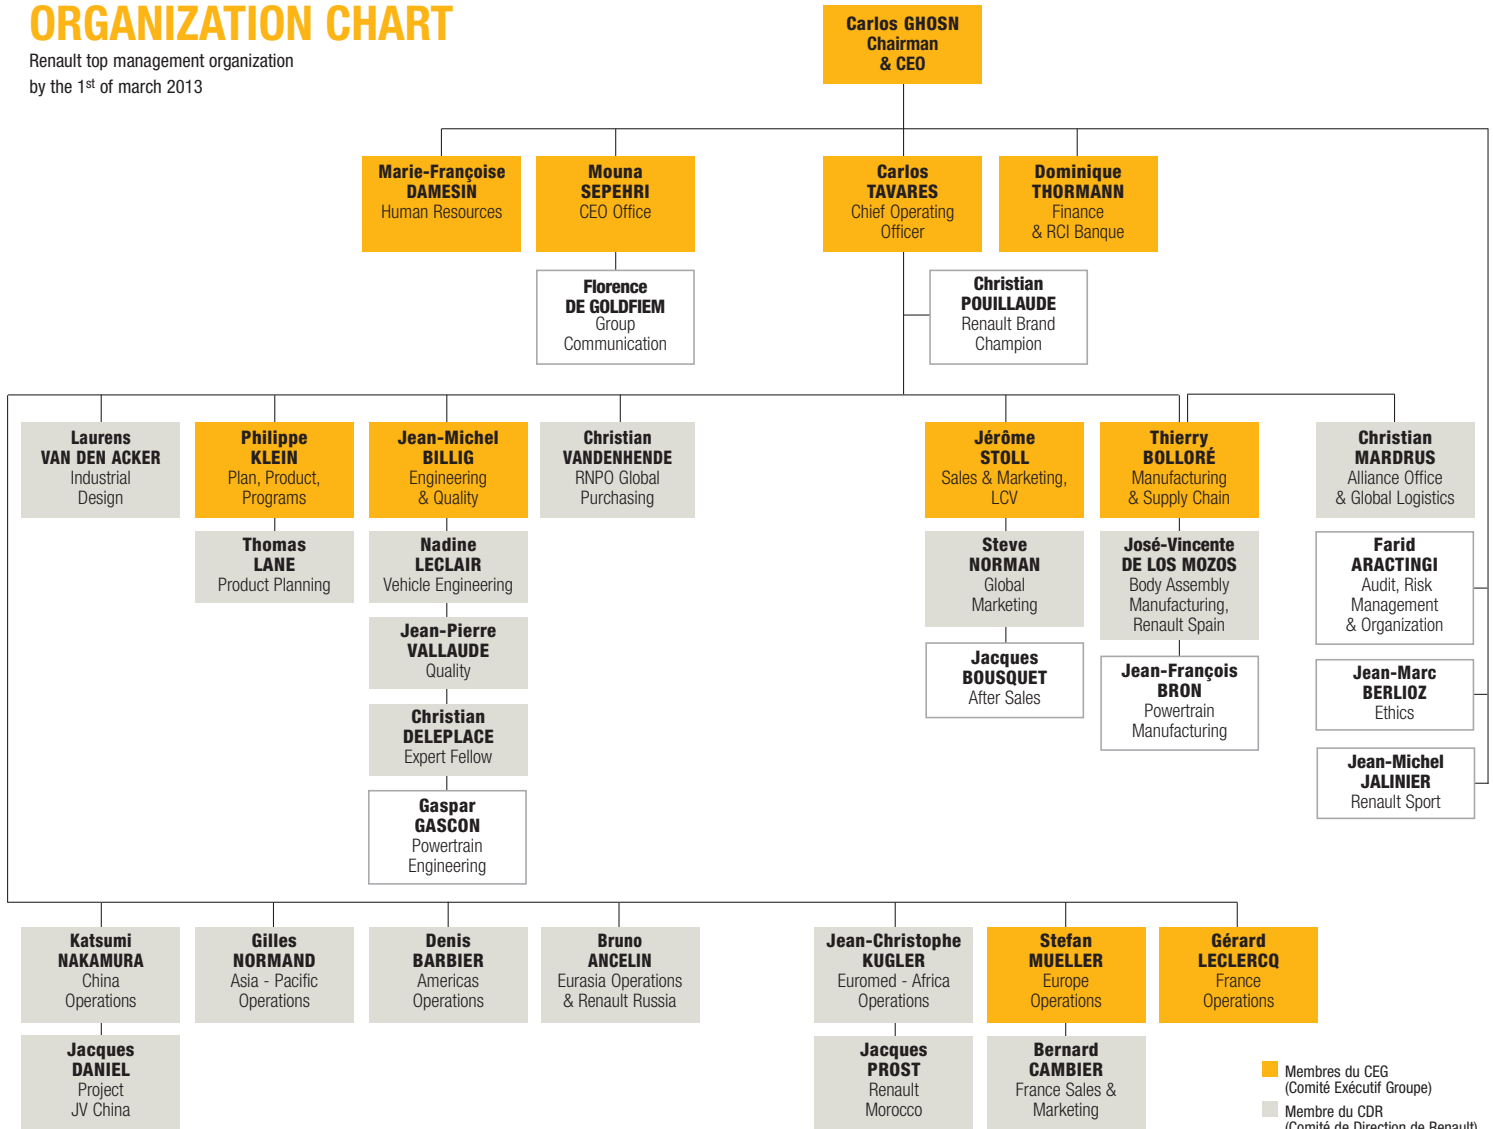 ORGANIZATION CHART
Renault top management organization
by the 1st of march 2013
Carlos GHOSN
Chairman
& CEO
Marie-Françoise
DAMESIN
Human Resources
Mouna
SEPEHRI
CEO Office
Carlos
TAVARES
Chief Operating
Officer
Dominique
THORMANN
Finance
& RCI Banque
Florence
DE GOLDFIEM
Group
Communication
Christian
POUILLAUDE
Renault Brand
Champion
Laurens
VAN DEN ACKER
Industrial
Design
Philippe
KLEIN
Plan, Product,
Programs
Jean-Michel
BILLIG
Engineering
& Quality
Christian
VANDENHENDE
RNPO Global
Purchasing
Jérôme
STOLL
Sales & Marketing,
LCV
Thierry
BOLLORÉ
Manufacturing
& Supply Chain
Christian
MARDRUS
Alliance Office
& Global Logistics
Thomas
LANE
Product Planning
Nadine
LECLAIR
Vehicle Engineering
Jean-Pierre
VALLAUDE
Quality
Christian
DELEPLACE
Expert Fellow
Gaspar
GASCON
Powertrain
Engineering
Steve
NORMAN
Global
Marketing
Jacques
BOUSQUET
After Sales
José-Vincente
DE LOS MOZOS
Body Assembly
Manufacturing,
Renault Spain
Jean-François
BRON
Powertrain
Manufacturing
Farid
ARACTINGI
Audit, Risk
Management
& Organization
Jean-Marc
BERLIOZ
Ethics
Jean-Michel
JALINIER
Renault Sport
Katsumi
NAKAMURA
China
Operations
Gilles
NORMAND
Asia - Pacific
Operations
Denis
BARBIER
Americas
Operations
Bruno
ANCELIN
Eurasia Operations
& Renault Russia
Jean-Christophe
KUGLER
Euromed - Africa
Operations
Stefan
MUELLER
Europe
Operations
Gérard
LECLERCQ
France
Operations
Jacques
DANIEL
Project
JV China
Jacques
PROST
Renault
Morocco
Bernard
CAMBIER
France Sales &
Marketing
Membres du CEG
(Comité Exécutif Groupe)
Membre du CDR
(Comité de Direction de Renault)